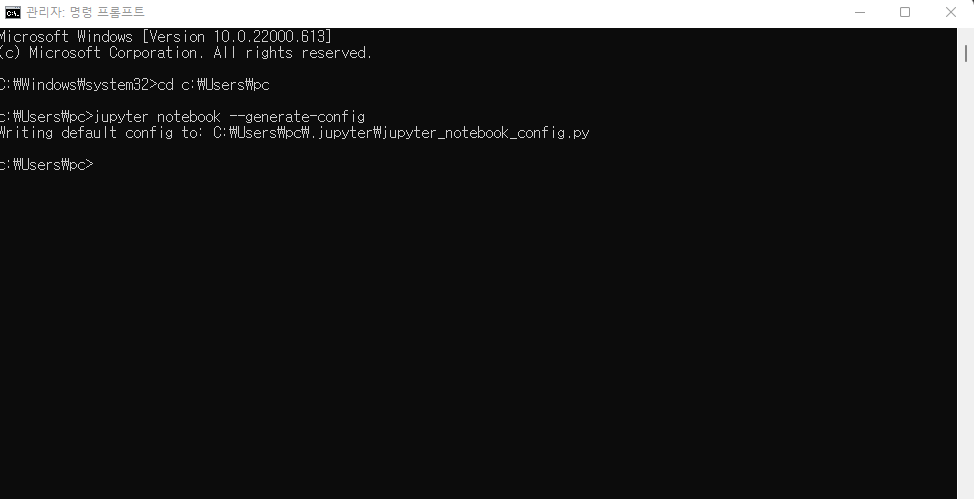 관리자: 명령 프롬프트
Microsoft Windows [Version 10.0.22000.613]
(c) Microsoft Corporation. All rights reserved.
C:₩Windows₩system32>cd c:₩Users₩pc
c:₩Users₩pc>jupyter notebook --generate-config
Writing default config to: C:₩Users₩pc₩.jupyter₩jupyter_notebook_config.py
c:₩Users₩pc>